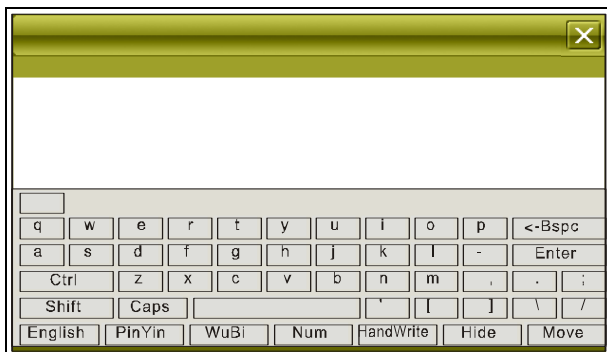 q w e r t y u i o p <-Bspc
a s d f g h j k l - Enter
Ctrl z x c v b n m , . ;
Shift Caps ' [ ] \ /
English PinYin WuBi Num HandWrite Hide Move